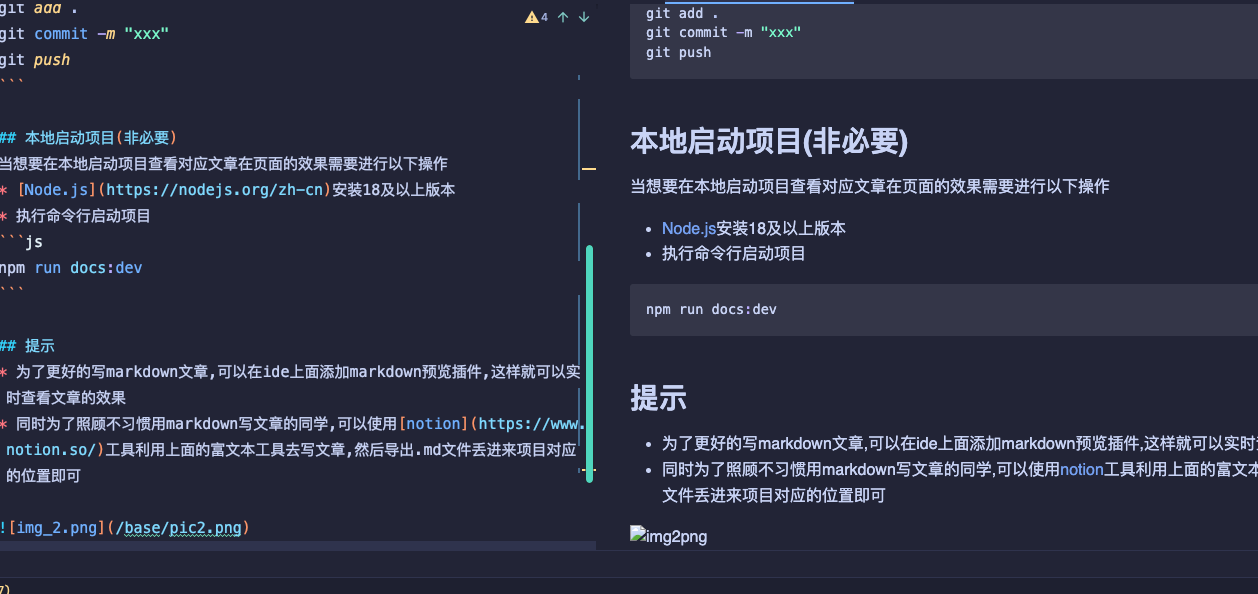 git add .
git commit -m "xxx"
git push
```
## 本地启动项目(非必要)
当想要在本地启动项目查看对应文章在页面的效果需要进行以下操作
* [Node.js](https://nodejs.org/zh-cn)安装18及以上版本
* 执行命令行启动项目
```js
npm run docs:dev
```
## 提示
* 为了更好的写markdown文章,可以在ide上面添加markdown预览插件,这样就可以实
时查看文章的效果
* 同时为了照顾不习惯用markdown写文章的同学,可以使用[notion](https://www.
notion.so/)工具利用上面的富文本工具去写文章,然后导出.md文件丢进来项目对应
的位置即可
![img_2.png](/base/pic2.png)
4
git add .
git commit -m "xxx"
git push
本地启动项目(非必要)
当想要在本地启动项目查看对应文章在页面的效果需要进行以下操作
• Node.js安装18及以上版本
• 执行命令行启动项目
npm run docs:dev
提示
• 为了更好的写markdown文章,可以在ide上面添加markdown预览插件,这样就可以实时
• 同时为了照顾不习惯用markdown写文章的同学,可以使用notion工具利用上面的富文本
文件丢进来项目对应的位置即可
img2png